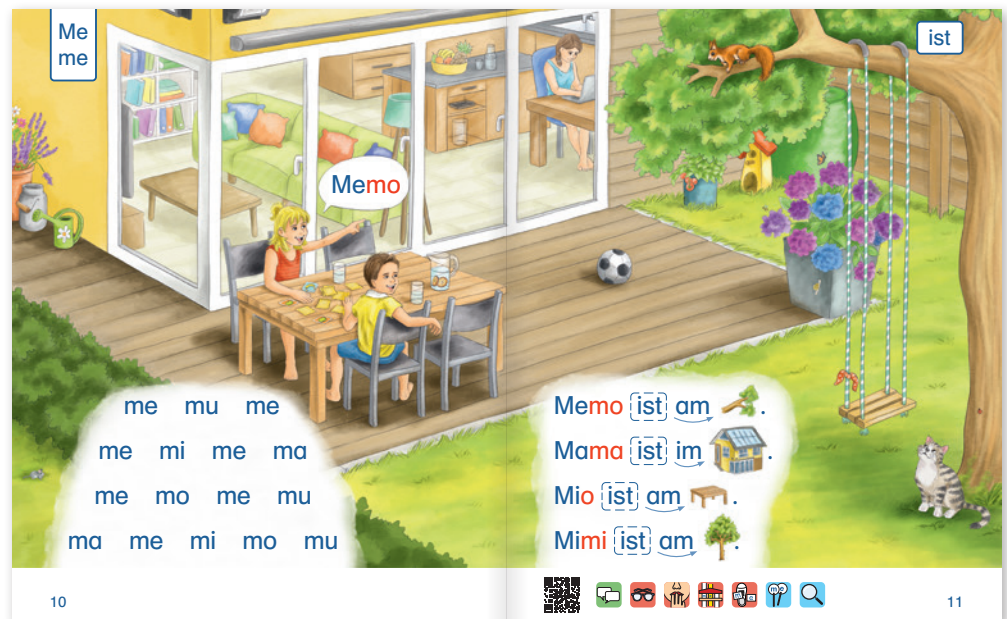 Me
me
Memo
me mu me
me mi me ma
me mo me mu
ma me mi mo mu
10
ist
Memo ist am .
Mama ist im .
Mio ist am .
Mimi ist am .
m e
11